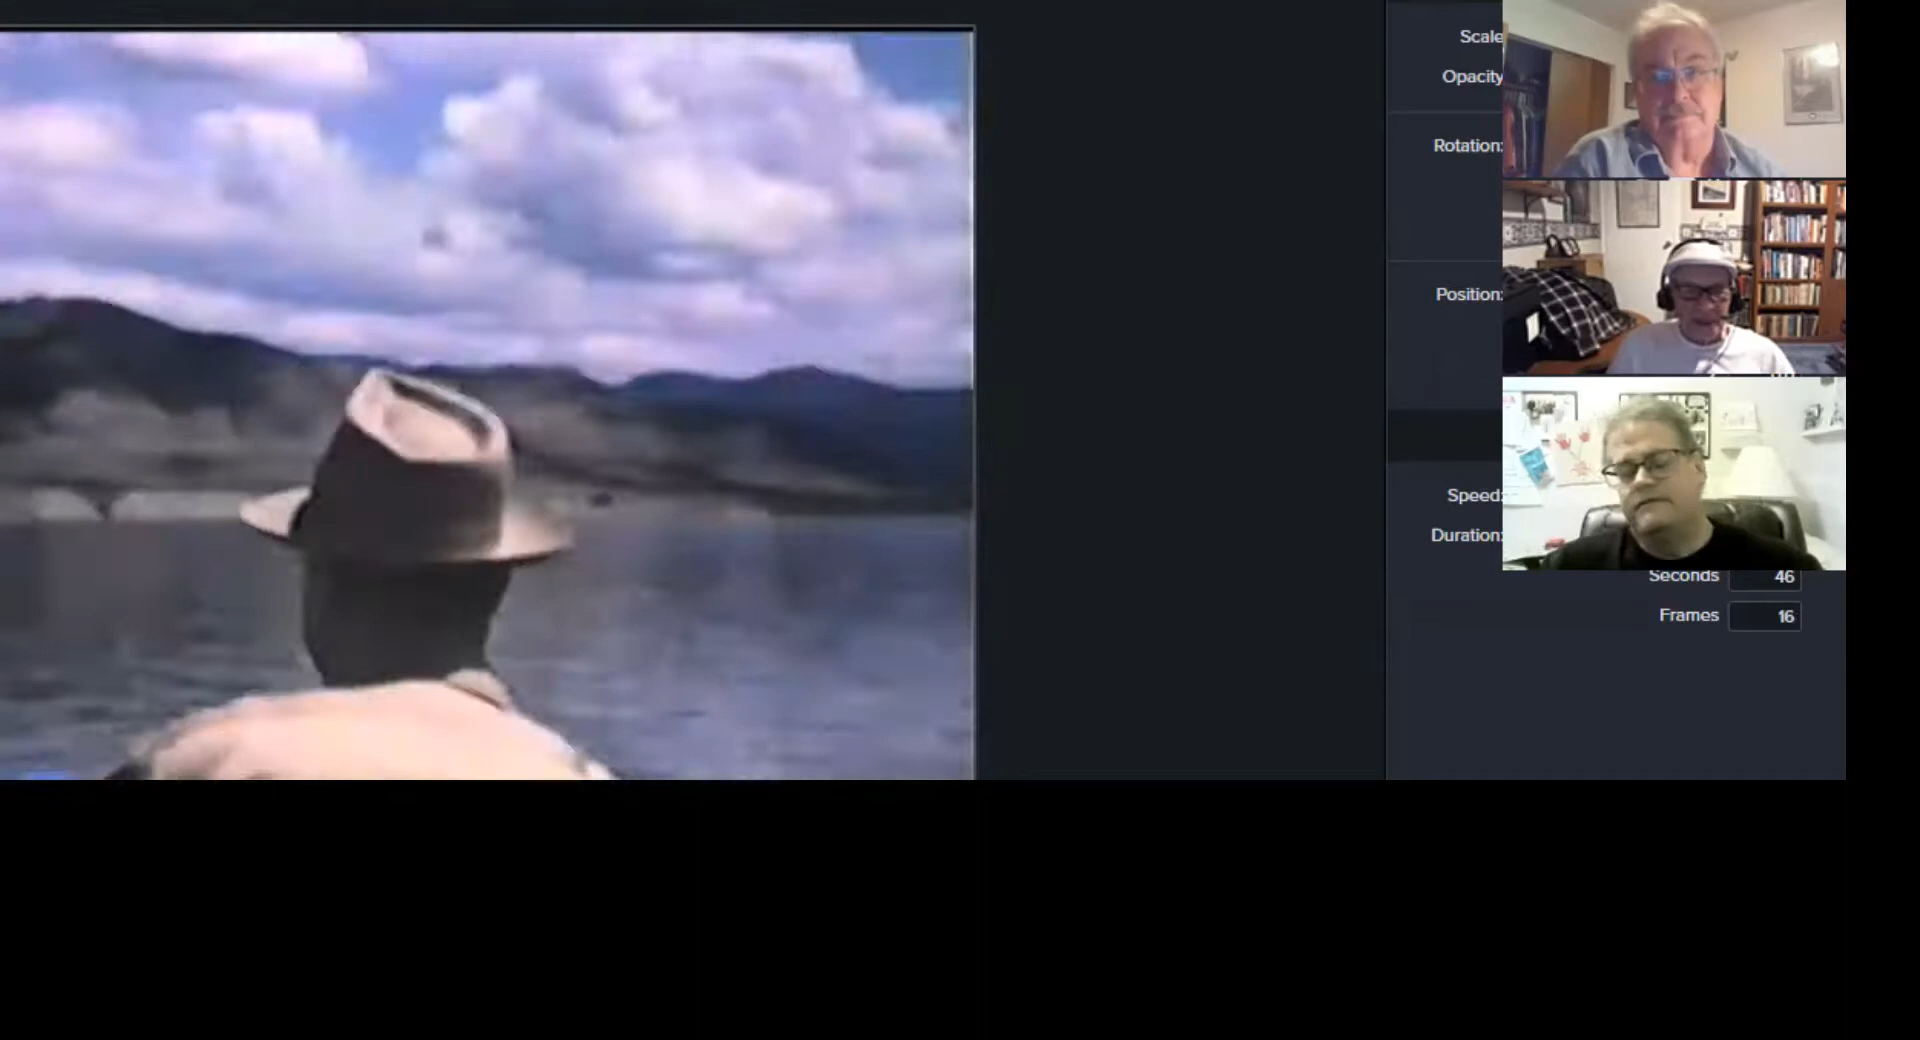 Scale
Opacity
Rotation:
Position:
Speed:
Duration:
Seconds 46
Frames 16